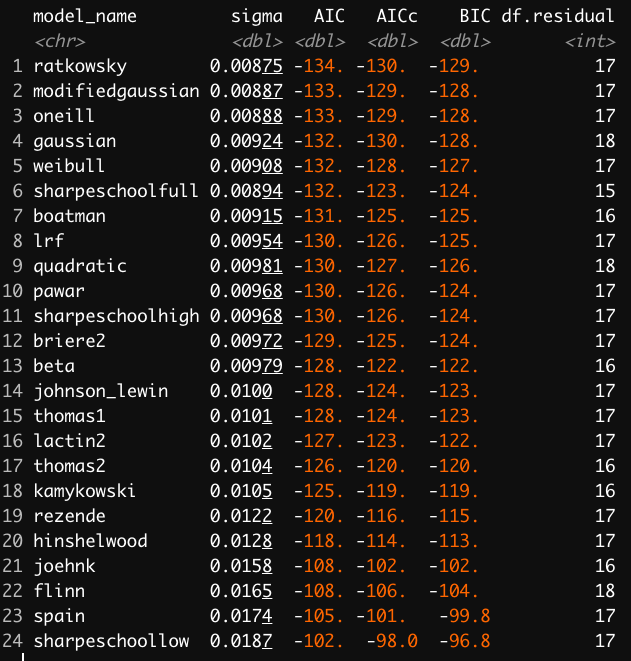 model_name sigma AIC AICc BIC df.residual
<chr> <dbl> <dbl> <dbl> <dbl> <int>
1 ratkowsky 0.00875 -134. -130. -129. 17
2 modifiedgaussian 0.00887 -133. -129. -128. 17
3 oneill 0.00888 -133. -129. -128. 17
4 gaussian 0.00924 -132. -130. -128. 18
5 weibull 0.00908 -132. -128. -127. 17
6 sharpeschoolfull 0.00894 -132. -123. -124. 15
7 boatman 0.00915 -131. -125. -125. 16
8 lrf 0.00954 -130. -126. -125. 17
9 quadratic 0.00981 -130. -127. -126. 18
10 pawar 0.00968 -130. -126. -124. 17
11 sharpeschoolhigh 0.00968 -130. -126. -124. 17
12 briere2 0.00972 -129. -125. -124. 17
13 beta 0.00979 -128. -122. -122. 16
14 johnson_lewin 0.0100 -128. -124. -123. 17
15 thomas1 0.0101 -128. -124. -123. 17
16 lactin2 0.0102 -127. -123. -122. 17
17 thomas2 0.0104 -126. -120. -120. 16
18 kamykowski 0.0105 -125. -119. -119. 16
19 rezende 0.0122 -120. -116. -115. 17
20 hinshelwood 0.0128 -118. -114. -113. 17
21 joehnk 0.0158 -108. -102. -102. 16
22 flinn 0.0165 -108. -106. -104. 18
23 spain 0.0174 -105. -101. -99.8 17
24 sharpeschoollow 0.0187 -102. -98.0 -96.8 17